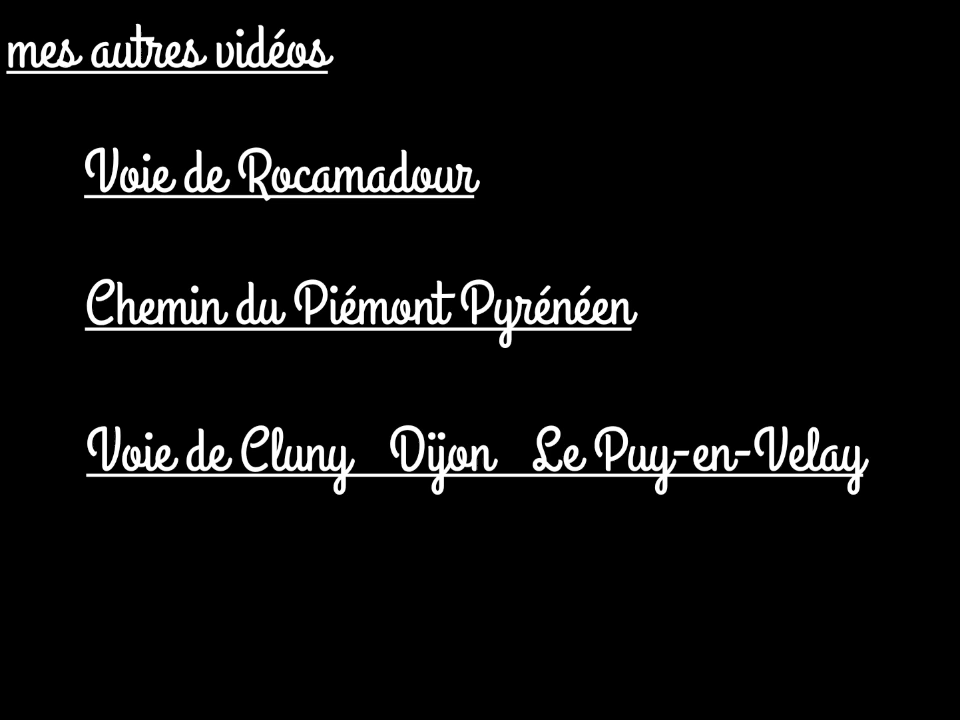 mes autres vidéos
Voie de Rocamadour
Chemin du Piémont Pyrénéen
Voie de Cluny Dijon Le Puy-en-Velay